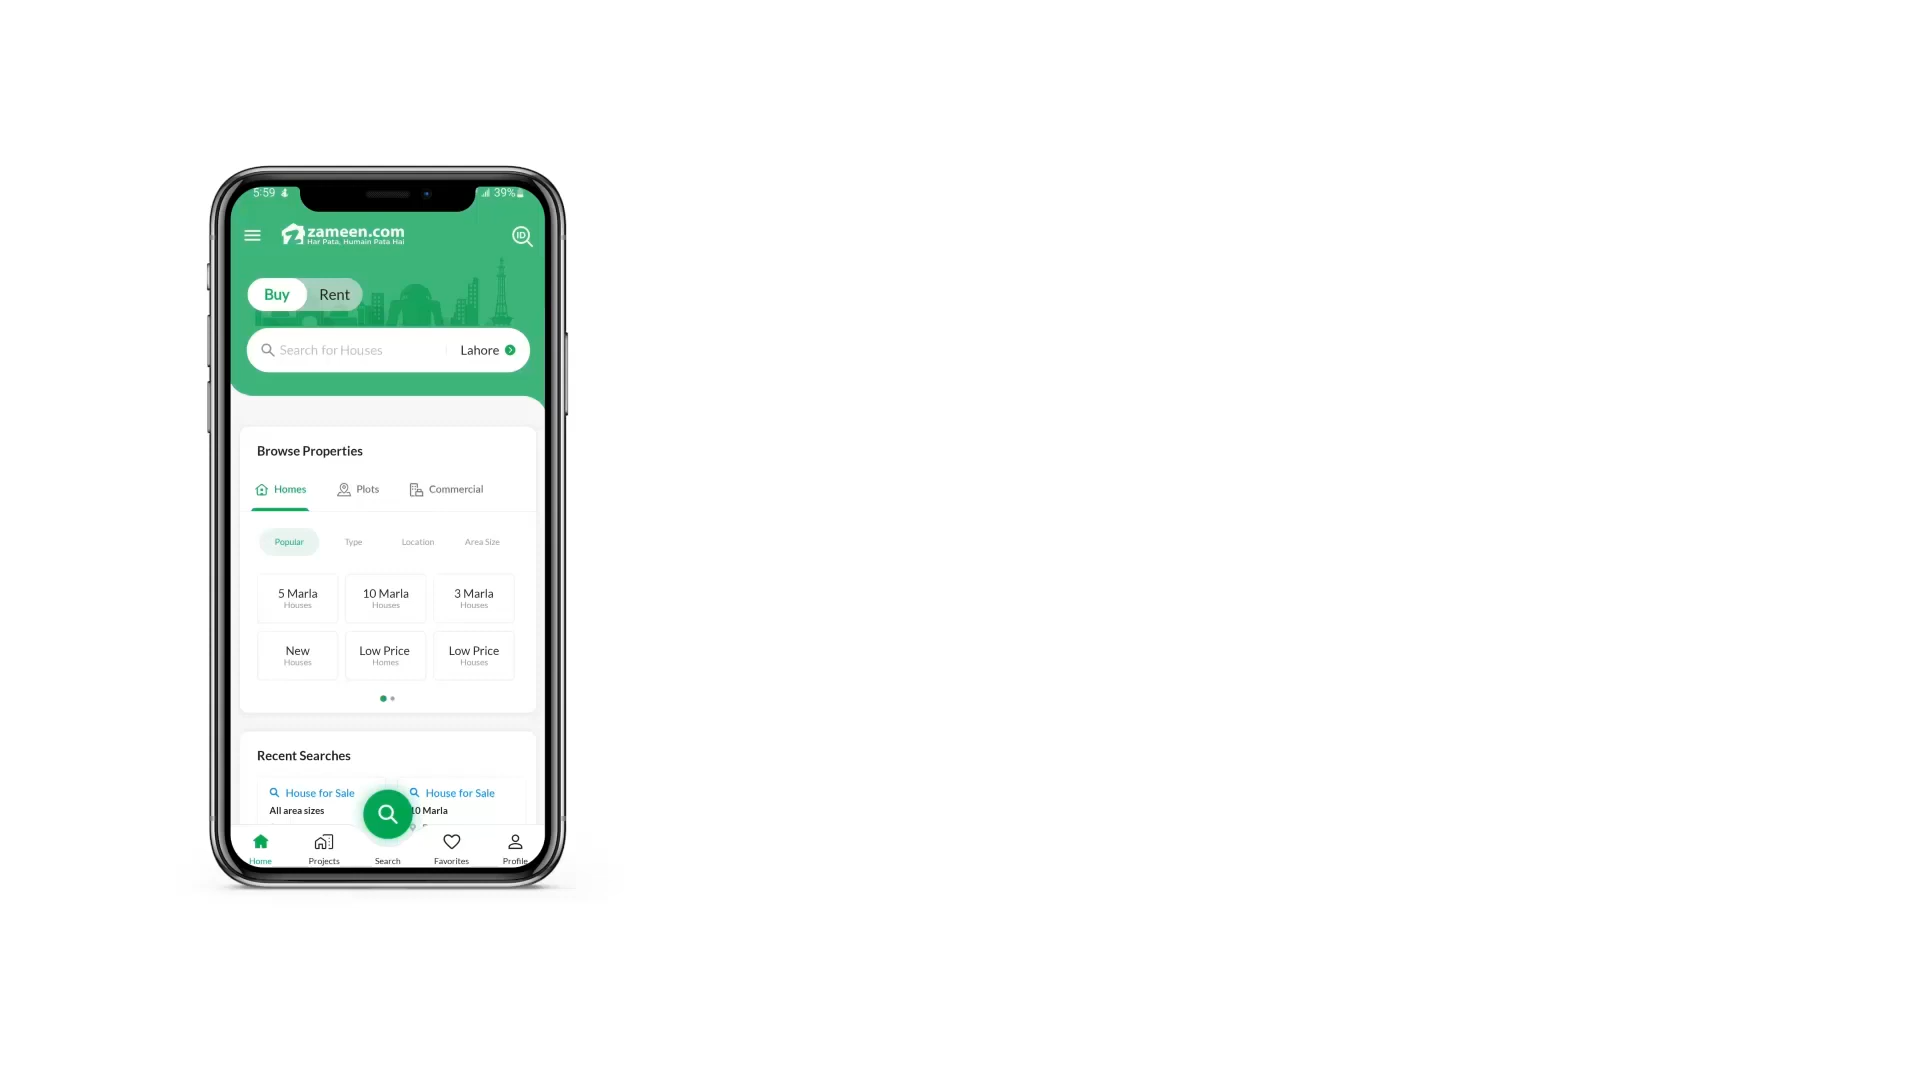 5:59 39%
zameen.com
Har Pata, Humain Pata Hai
ID
Buy Rent
Search for Houses Lahore
Browse Properties
Homes Plots Commercial
Popular Type Location Area Size
5 Marla 10 Marla 3 Marla
Houses Houses Houses
New Low Price Low Price
Houses Homes Houses
Recent Searches
House for Sale House for Sale
All area sizes 10 Marla
Home Projects Search Favorites Profile